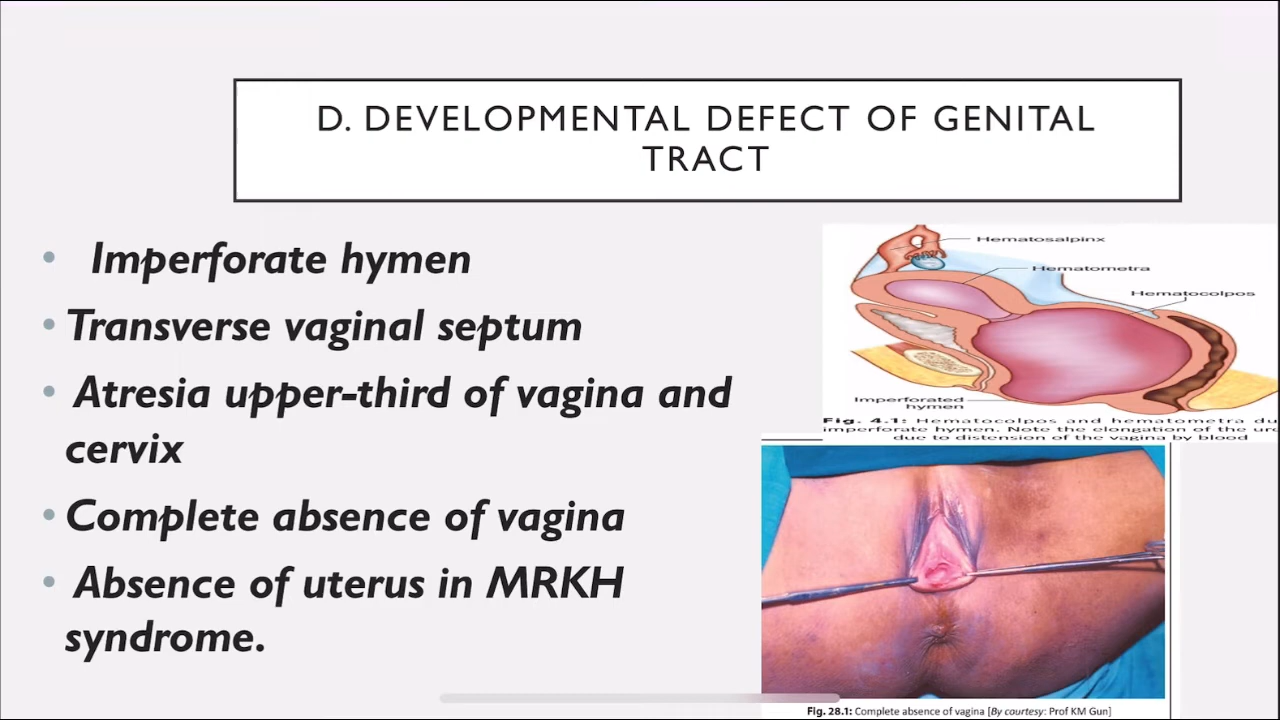 D. DEVELOPMENTAL DEFECT OF GENITAL
TRACT
• Imperforate hymen
• Transverse vaginal septum
• Atresia upper-third of vagina and
cervix
• Complete absence of vagina
• Absence of uterus in MRKH
syndrome.
Hematosalpinx
Hematometra
Hematocolpos
Imperforated
hymen
Fig. 4.1: Hematocolpos and hematometra du
imperforate hymen. Note the elongation of the ure
due to distension of the vagina by blood
Fig. 28.1: Complete absence of vagina [By courtesy: Prof KM Gun]